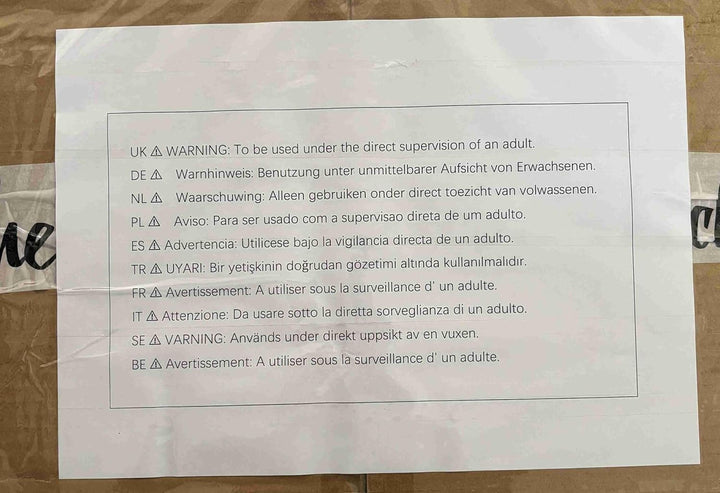 UK ⚠ WARNING: To be used under the direct supervision of an adult.
DE ⚠ Warnhinweis: Benutzung unter unmittelbarer Aufsicht von Erwachsenen.
NL ⚠ Waarschuwing: Alleen gebruiken onder direct toezicht van volwassenen.
PL ⚠ Aviso: Para ser usado com a supervisao direta de um adulto.
ES ⚠ Advertencia: Utilicese bajo la vigilancia directa de un adulto.
TR ⚠ UYARI: Bir yetişkinin doğrudan gözetimi altında kullanılmalıdır.
FR ⚠ Avertissement: A utiliser sous la surveillance d' un adulte.
IT ⚠ Attenzione: Da usare sotto la diretta sorveglianza di un adulto.
SE ⚠ VARNING: Används under direkt uppsikt av en vuxen.
BE ⚠ Avertissement: A utiliser sous la surveillance d' un adulte.